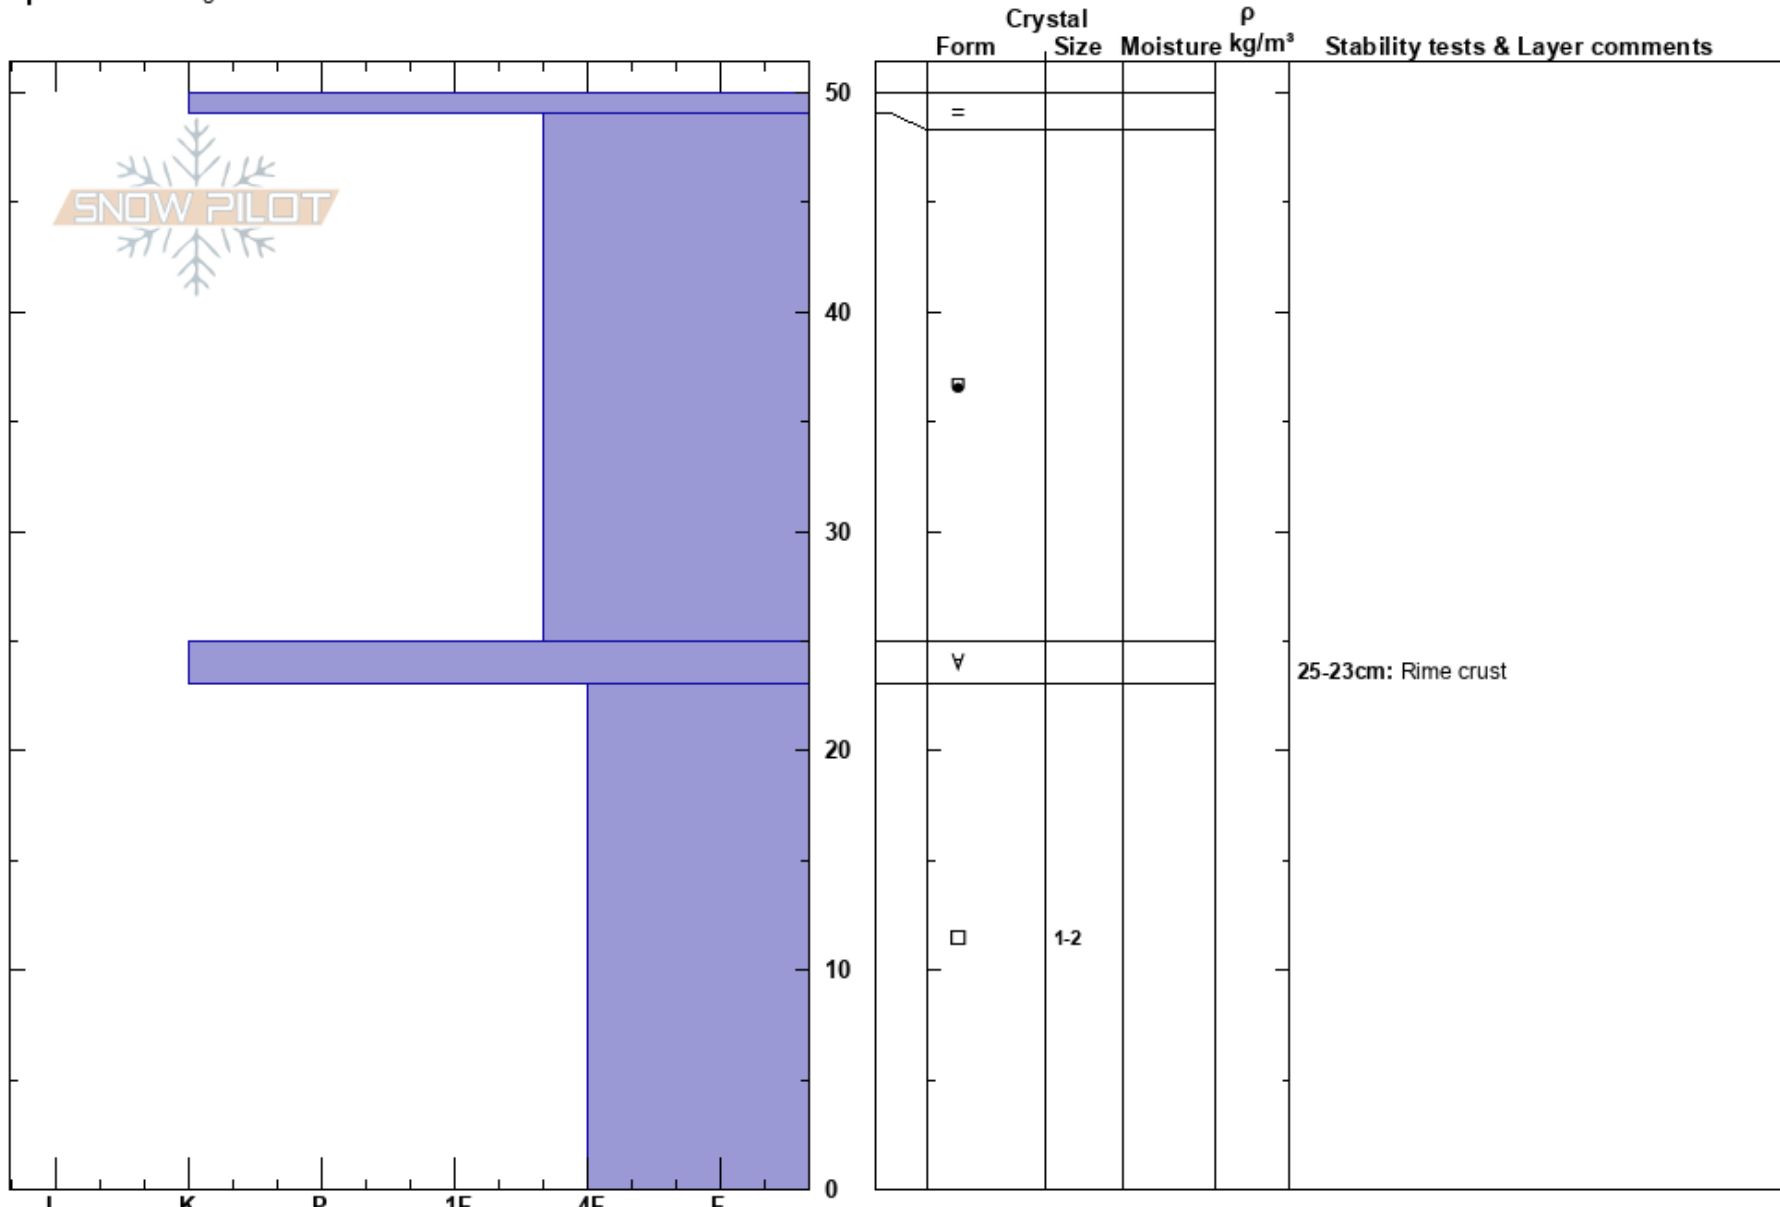 Crystal
ρ
Form Size Moisture kg/m³ Stability tests & Layer comments
50
=
SNOW PILOT
40
30
25-23cm: Rime crust
20
1-2
10
0
I K P 1F 4F F